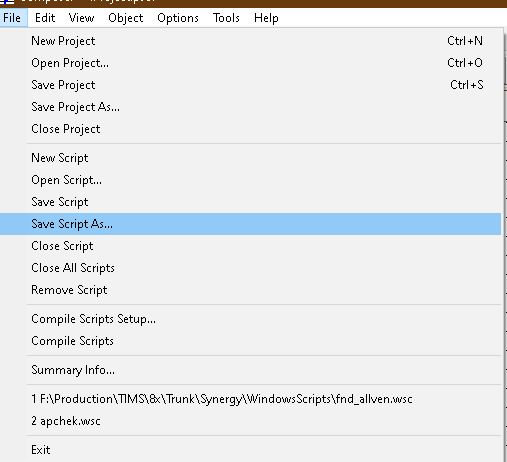 File Edit View Object Options Tools Help
New Project Ctrl+N
Open Project... Ctrl+O
Save Project Ctrl+S
Save Project As...
Close Project
New Script
Open Script...
Save Script
Save Script As...
Close Script
Close All Scripts
Remove Script
Compile Scripts Setup...
Compile Scripts
Summary Info...
1 F:\Production\TIMS\8x\Trunk\Synergy\WindowsScripts\fnd_allven.wsc
2 apchek.wsc
Exit